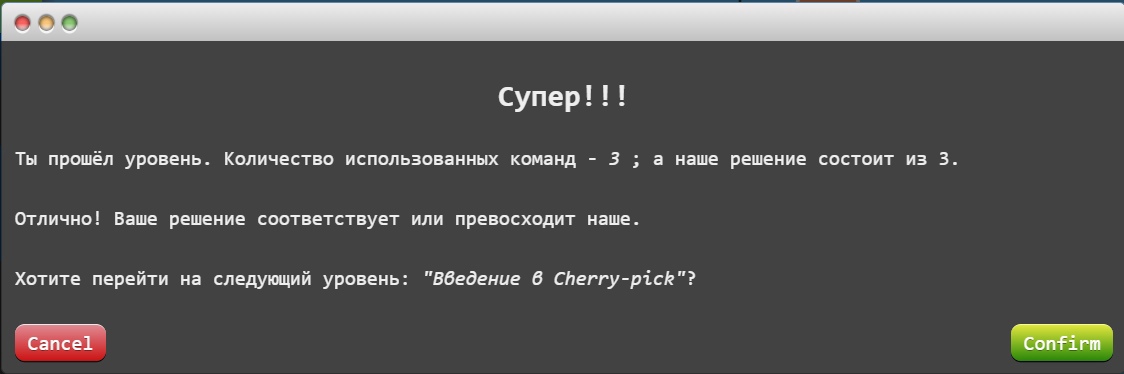 Супер!!!
Ты прошёл уровень. Количество использованных команд - 3 ; а наше решение состоит из 3.
Отлично! Ваше решение соответствует или превосходит наше.
Хотите перейти на следующий уровень: "Введение в Cherry-pick"?
Cancel
Confirm